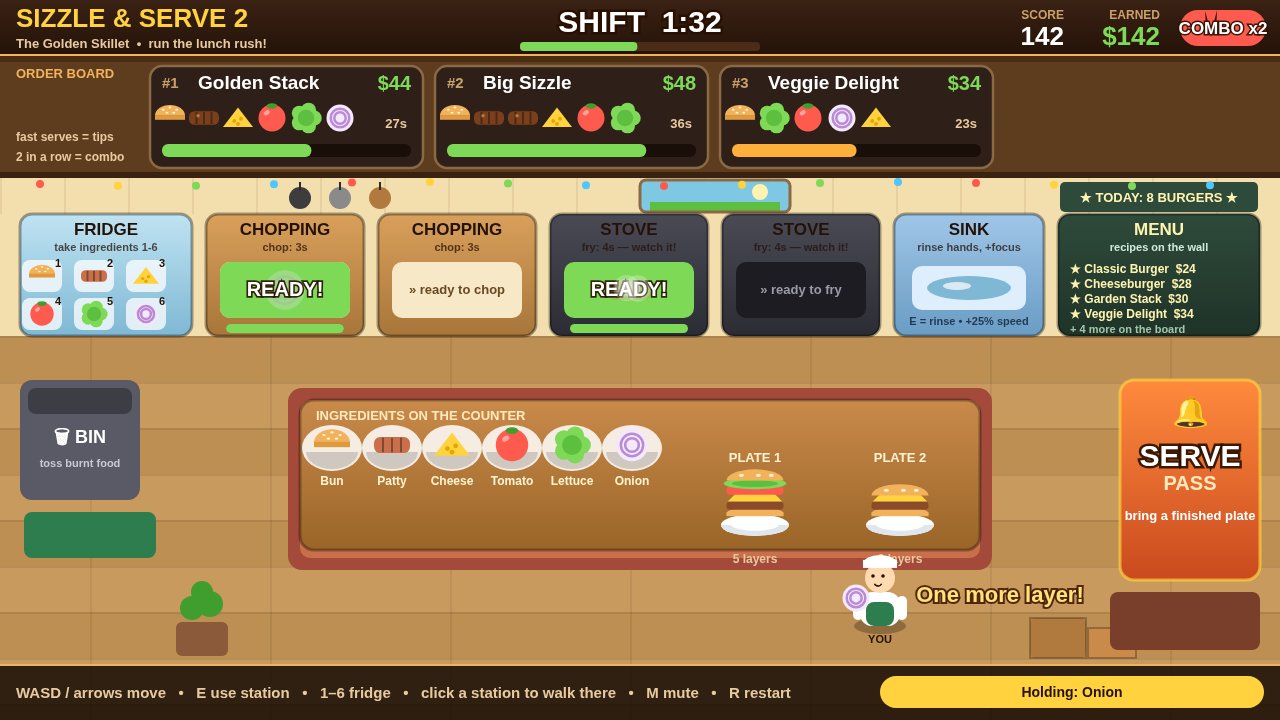 SIZZLE & SERVE 2
The Golden Skillet • run the lunch rush!
SHIFT 1:32
SCORE
142
EARNED
$142
COMBO x2
ORDER BOARD
fast serves = tips
2 in a row = combo
#1 Golden Stack $44
27s
#2 Big Sizzle $48
36s
#3 Veggie Delight $34
23s
★ TODAY: 8 BURGERS ★
FRIDGE
take ingredients 1-6
1 2 3
4 5 6
CHOPPING
chop: 3s
READY!
CHOPPING
chop: 3s
» ready to chop
STOVE
fry: 4s — watch it!
READY!
STOVE
fry: 4s — watch it!
» ready to fry
SINK
rinse hands, +focus
E = rinse • +25% speed
MENU
recipes on the wall
★ Classic Burger $24
★ Cheeseburger $28
★ Garden Stack $30
★ Veggie Delight $34
+ 4 more on the board
BIN
toss burnt food
INGREDIENTS ON THE COUNTER
Bun Patty Cheese Tomato Lettuce Onion
PLATE 1
5 layers
PLATE 2
layers
SERVE
PASS
bring a finished plate
One more layer!
YOU
WASD / arrows move • E use station • 1–6 fridge • click a station to walk there • M mute • R restart
Holding: Onion